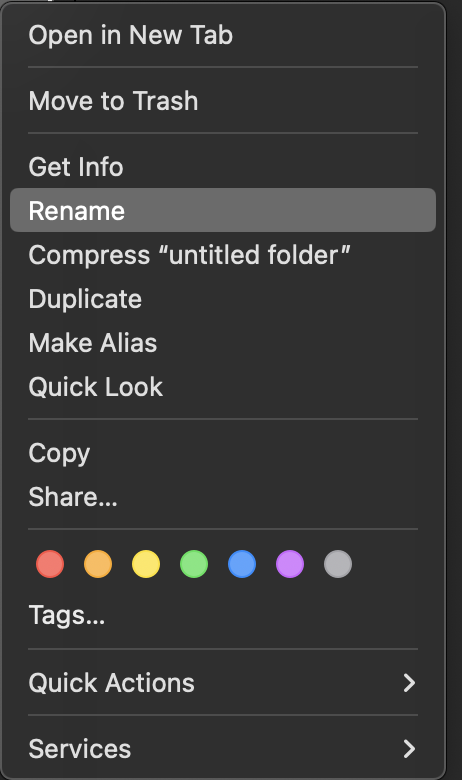 Open in New Tab
Move to Trash
Get Info
Rename
Compress “untitled folder”
Duplicate
Make Alias
Quick Look
Copy
Share...
Tags...
Quick Actions
Services